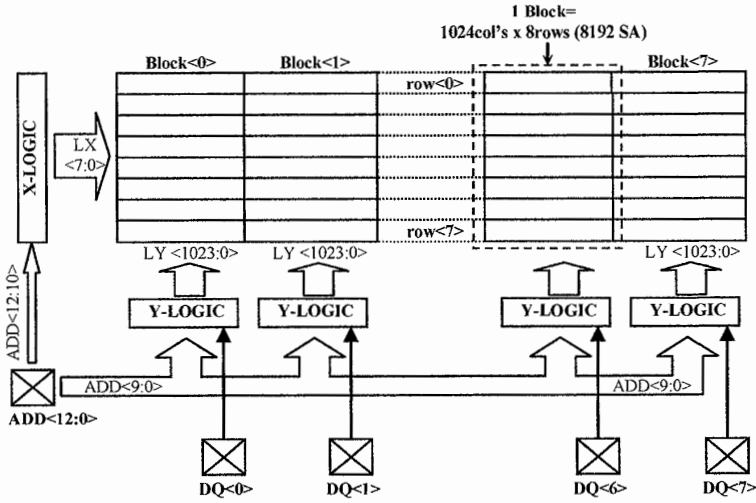 1 Block=
1024col's x 8rows (8192 SA)
Block<0>
Block<1>
Block<7>
row<0>
X-LOGIC
LX
<7:0>
row<7>
LY <1023:0>
LY <1023:0>
LY <1023:0>
ADD<12:10>
Y-LOGIC
Y-LOGIC
Y-LOGIC
Y-LOGIC
ADD<9:0>
ADD<9:0>
ADD<12:0>
DQ<0>
DQ<1>
DQ<6>
DQ<7>